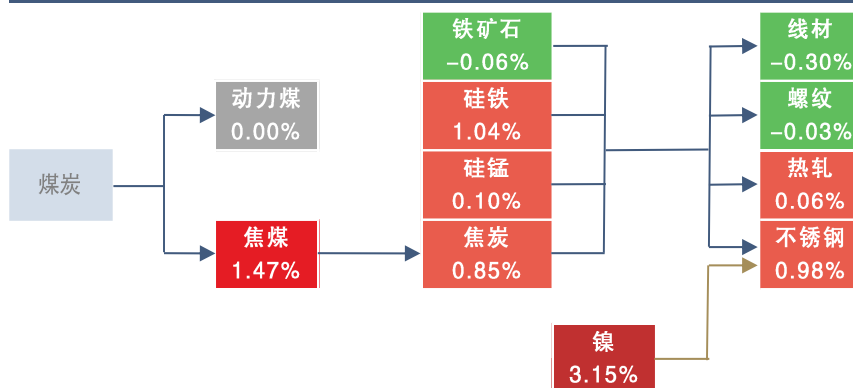 煤炭
动力煤
0.00%
焦煤
1.47%
铁矿石
-0.06%
硅铁
1.04%
硅锰
0.10%
焦炭
0.85%
线材
-0.30%
螺纹
-0.03%
热轧
0.06%
不锈钢
0.98%
镍
3.15%